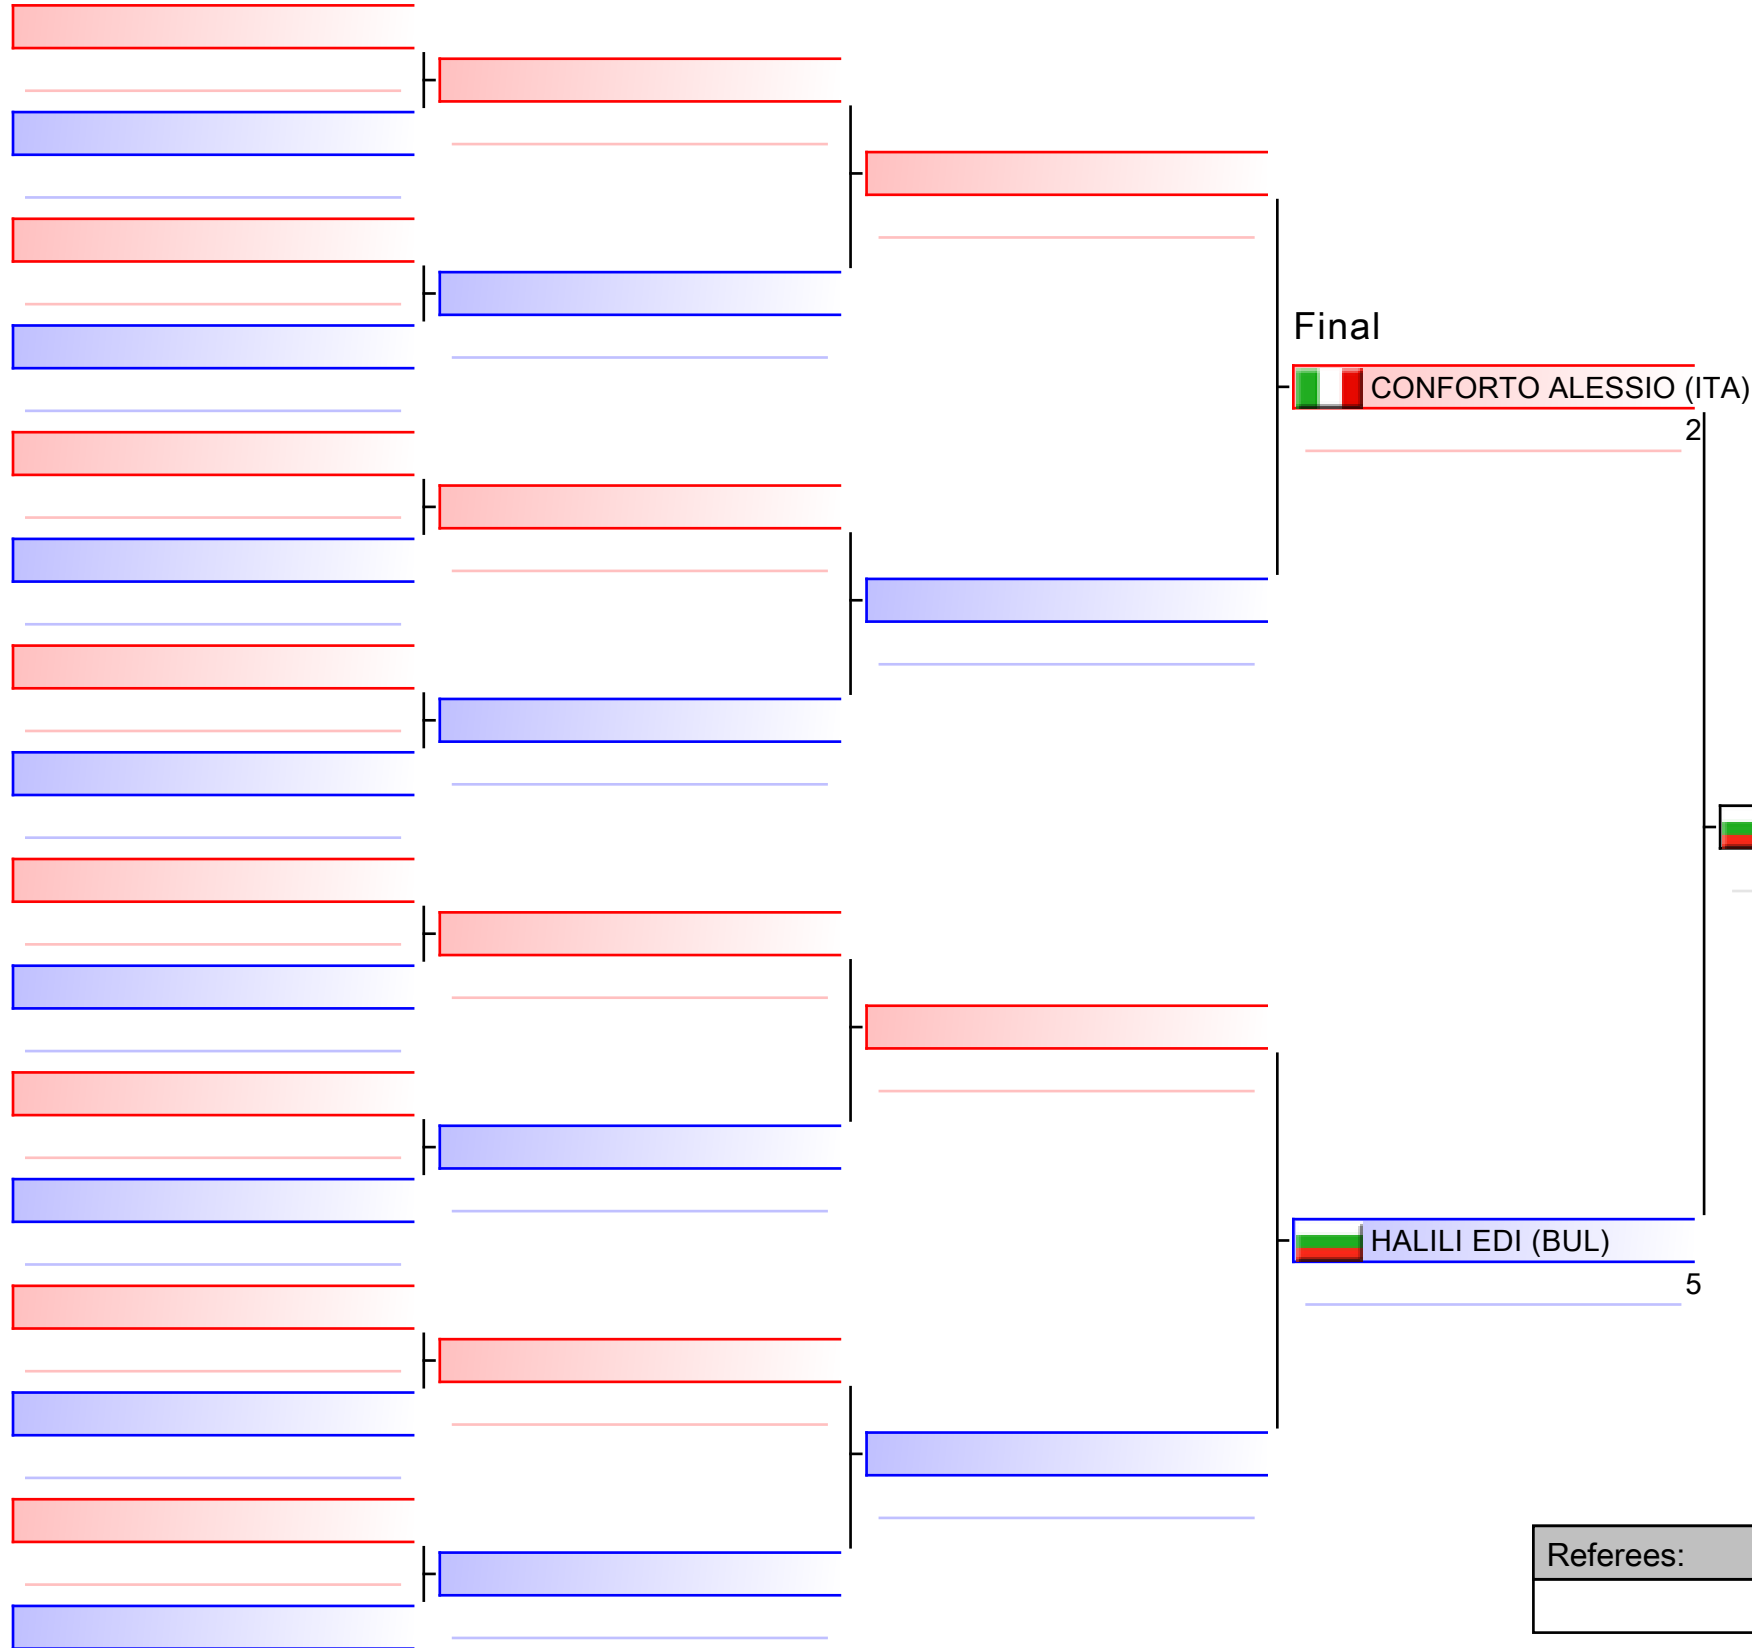 Final
CONFORTO ALESSIO (ITA)
2
HALILI EDI (BUL)
5
Referees: